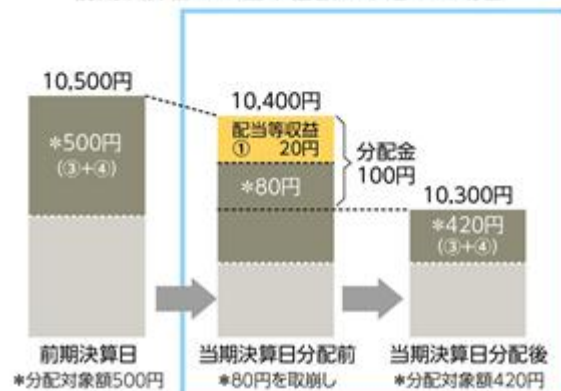 10,500円
*500円
(③+④)
10,400円
配当等収益
① 20円
*80円
分配金
100円
10,300円
*420円
(③+④)
前期決算日
*分配対象額500円
当期決算日分配前
*80円を取崩し
当期決算日分配後
*分配対象額420円